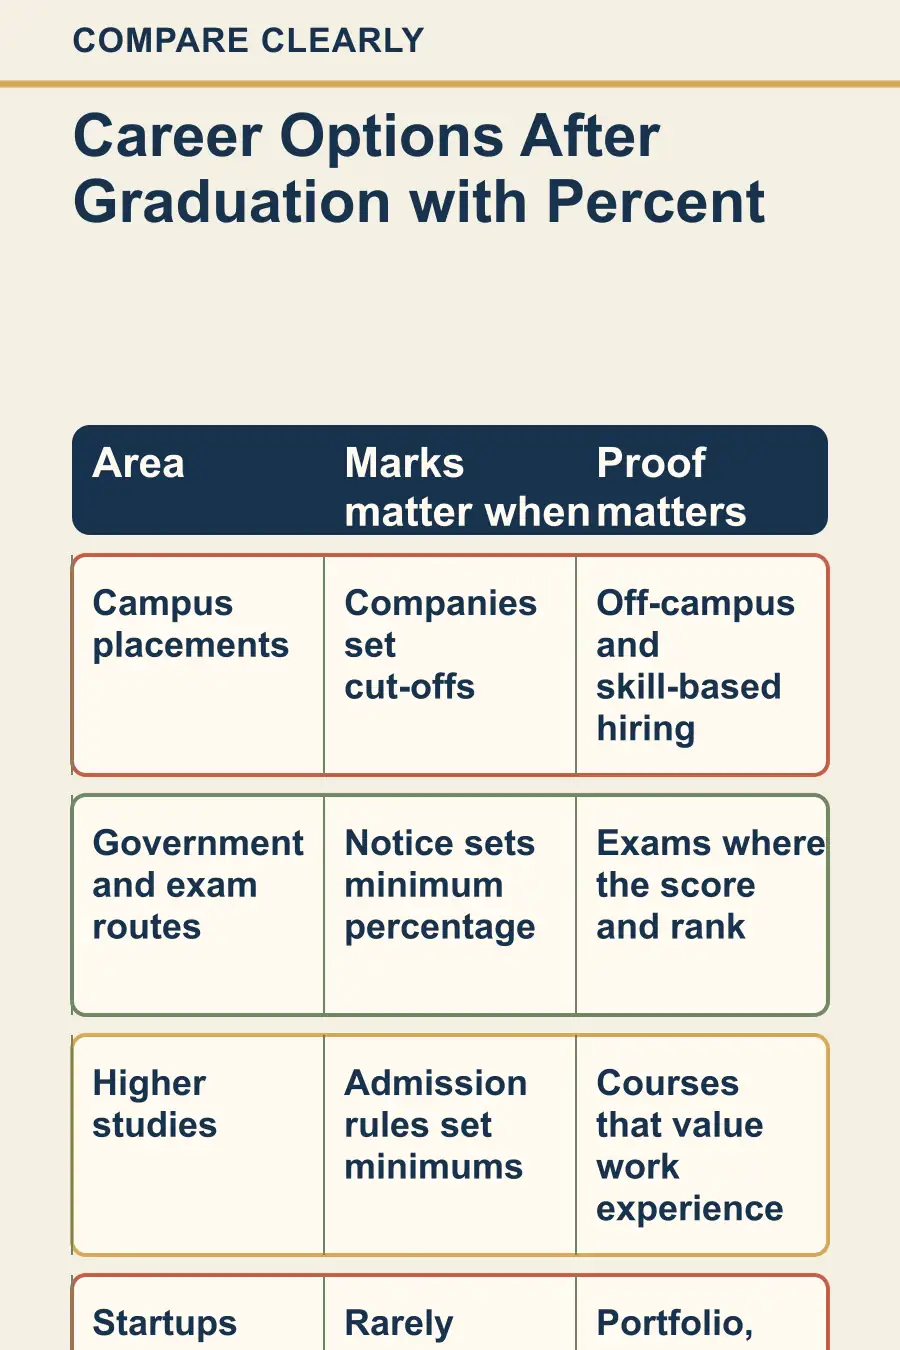 COMPARE CLEARLY
Career Options After
Graduation with Percent
Area
Marks
matter when
Proof
matters
Campus
placements
Companies
set
cut-offs
Off-campus
and
skill-based
hiring
Government
and exam
routes
Notice sets
minimum
percentage
Exams where
the score
and rank
Higher
studies
Admission
rules set
minimums
Courses
that value
work
experience
Startups
Rarely
Portfolio,